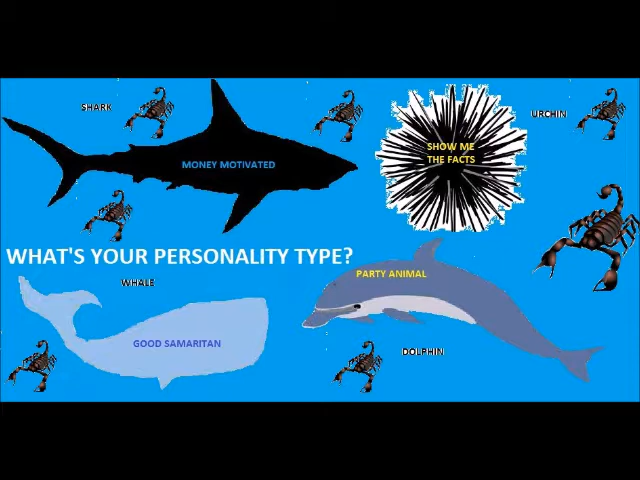 SHARK
URCHIN
MONEY MOTIVATED
SHOW ME
THE FACTS
WHAT'S YOUR PERSONALITY TYPE?
WHALE
PARTY ANIMAL
GOOD SAMARITAN
DOLPHIN